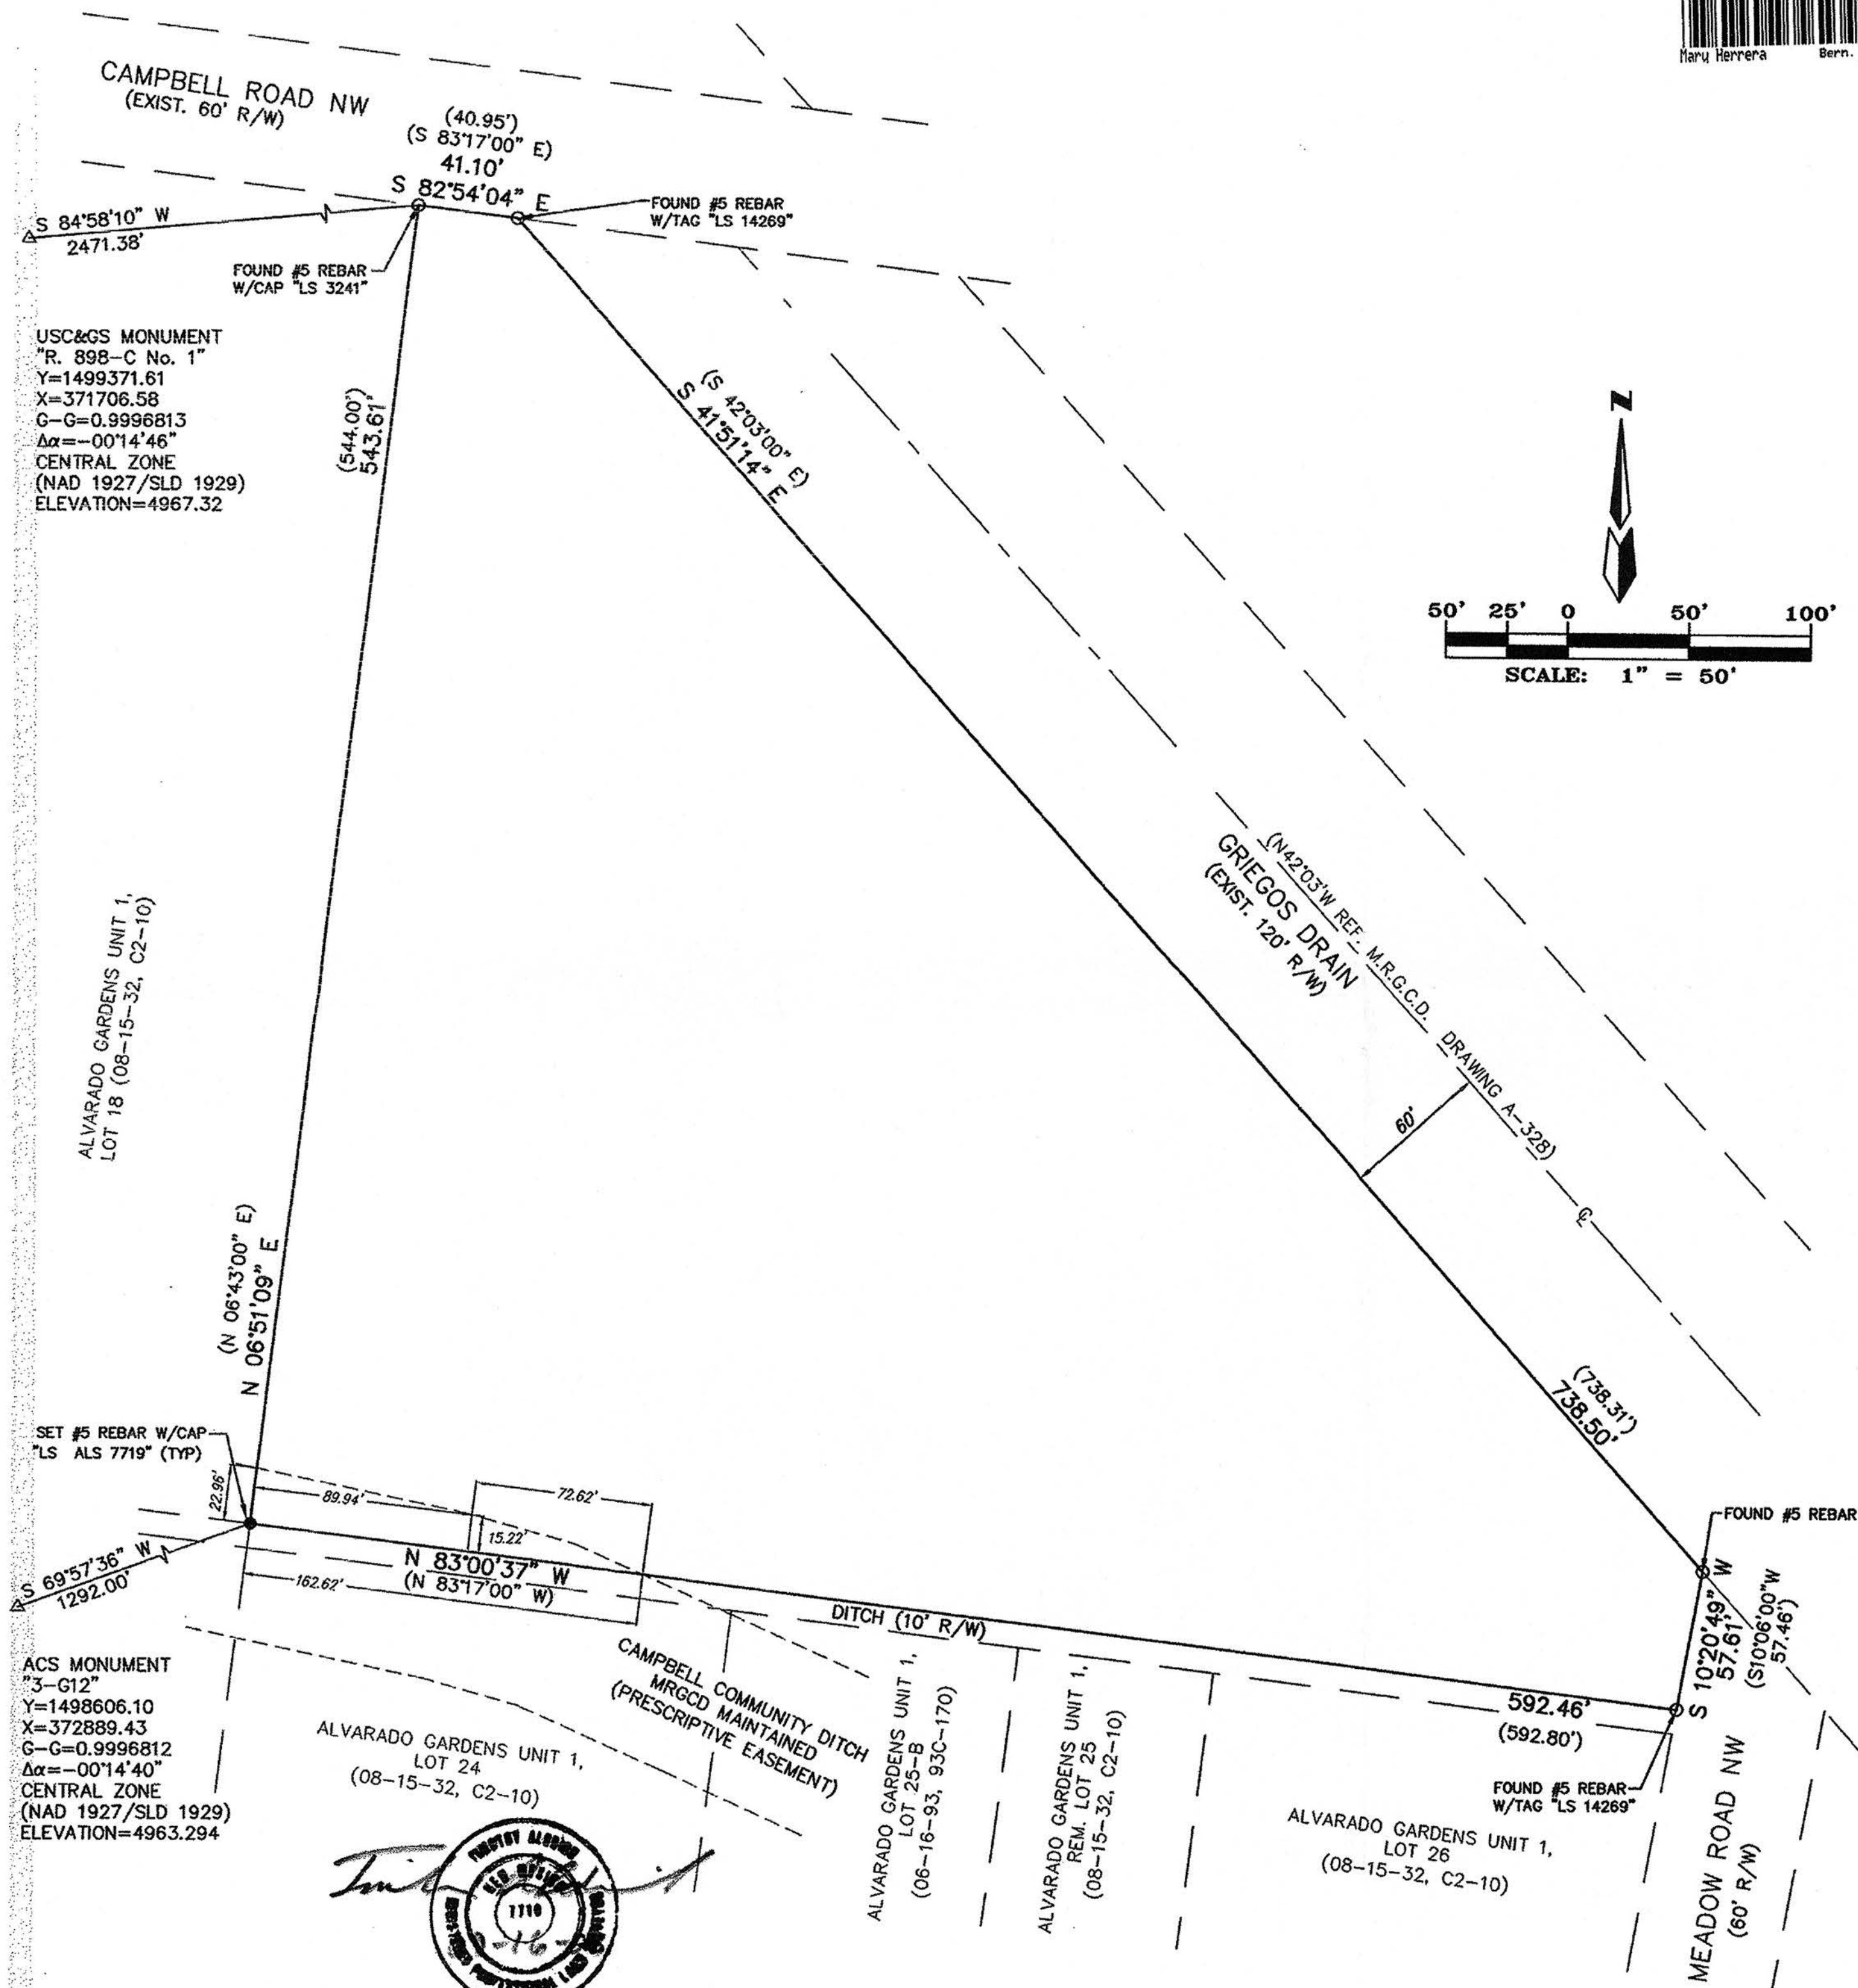 Mary Herrera Bern.
CAMPBELL ROAD NW
(EXIST. 60' R/W)
(40.95')
(S 83°17'00" E)
41.10'
S 82°54'04" E
FOUND #5 REBAR
W/TAG "LS 14269"
S 84°58'10" W
2471.38'
FOUND #5 REBAR
W/CAP "LS 3241"
USC&GS MONUMENT
"R. 898-C No. 1"
Y=1499371.61
X=371706.58
G-G=0.9996813
Δα=-00°14'46"
CENTRAL ZONE
(NAD 1927/SLD 1929)
ELEVATION=4967.32
(544.00')
543.61'
(S 42°03'00" E)
S 41°51'14" E
N
50' 25' 0 50' 100'
SCALE: 1" = 50'
(N42°03'W REF. M.R.G.C.D. DRAWING A-328)
GRIEGOS DRAIN
(EXIST. 120' R/W)
60'
ALVARADO GARDENS UNIT 1,
LOT 18 (08-15-32, C2-10)
(N 06°43'00" E)
N 06°51'09" E
(738.31')
738.50'
SET #5 REBAR W/CAP
"LS ALS 7719" (TYP)
22.96'
89.94'
72.62'
15.22'
FOUND #5 REBAR
N 83°00'37" W
(N 83°17'00" W)
162.62'
S 69°57'36" W
1292.00'
DITCH (10' R/W)
S 10°20'49" W
57.61'
(S10°06'00"W
57.46')
592.46'
(592.80')
ACS MONUMENT
"3-G12"
Y=1498606.10
X=372889.43
G-G=0.9996812
Δα=-00°14'40"
CENTRAL ZONE
(NAD 1927/SLD 1929)
ELEVATION=4963.294
CAMPBELL COMMUNITY DITCH
MRGCD MAINTAINED
(PRESCRIPTIVE EASEMENT)
ALVARADO GARDENS UNIT 1,
LOT 24
(08-15-32, C2-10)
ALVARADO GARDENS UNIT 1,
LOT 25-B
(06-16-93, 93C-170)
ALVARADO GARDENS UNIT 1,
REM. LOT 25
(08-15-32, C2-10)
FOUND #5 REBAR
W/TAG "LS 14269"
ALVARADO GARDENS UNIT 1,
LOT 26
(08-15-32, C2-10)
MEADOW ROAD NW
(60' R/W)
NEW MEXICO